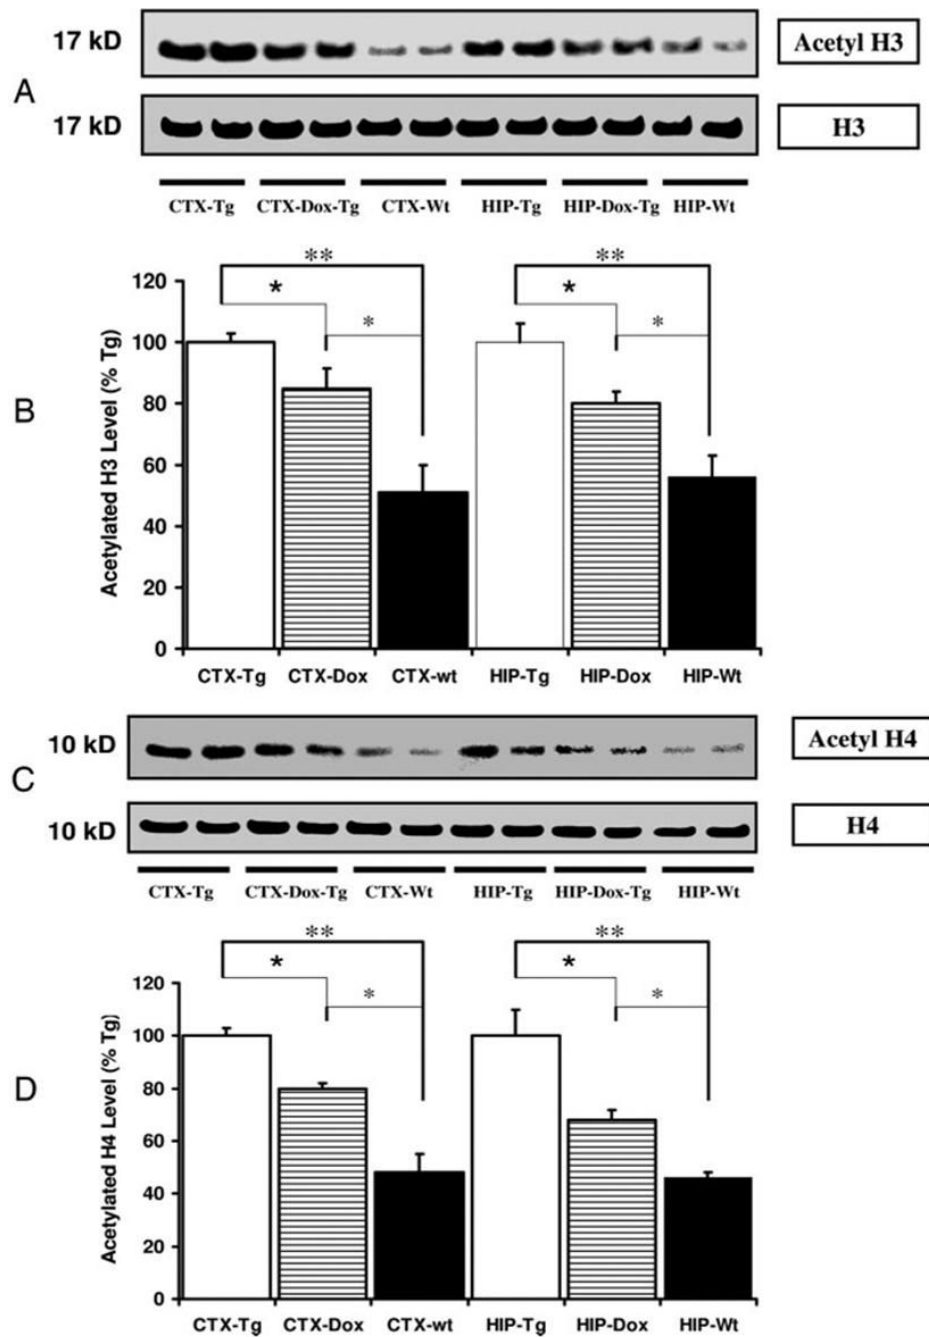 17 kD
Acetyl H3
A
17 kD
H3
CTX-Tg CTX-Dox-Tg CTX-Wt HIP-Tg HIP-Dox-Tg HIP-Wt
B
** **
* *
* *
Acetylated H3 Level (% Tg)
120
100
80
60
40
20
0
CTX-Tg CTX-Dox CTX-wt HIP-Tg HIP-Dox HIP-Wt
10 kD
Acetyl H4
C
10 kD
H4
CTX-Tg CTX-Dox-Tg CTX-Wt HIP-Tg HIP-Dox-Tg HIP-Wt
D
** **
* *
* *
Acetylated H4 Level (% Tg)
120
100
80
60
40
20
0
CTX-Tg CTX-Dox CTX-wt HIP-Tg HIP-Dox HIP-Wt